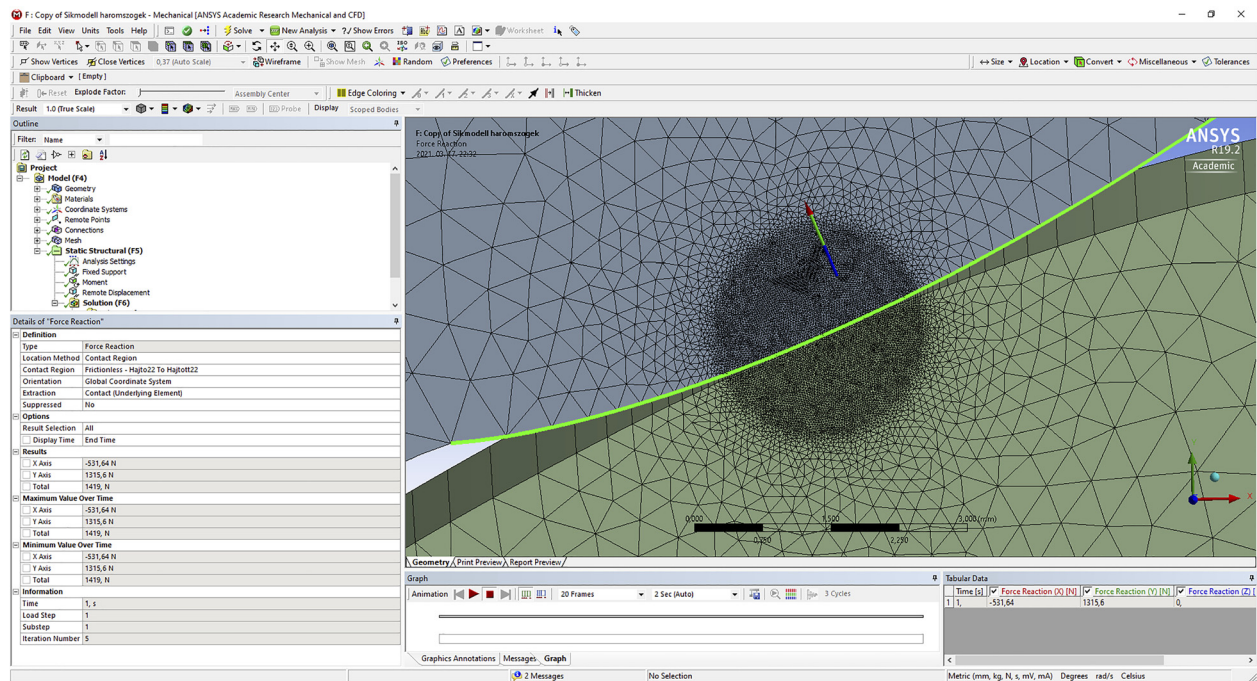 F : Copy of Sikmodell haromszogek - Mechanical [ANSYS Academic Research Mechanical and CFD]
File Edit View Units Tools Help Solve New Analysis ?/ Show Errors Worksheet
Show Vertices Close Vertices 0,37 (Auto Scale) Wireframe Show Mesh Random Preferences Size Location Convert Miscellaneous Tolerances
Clipboard [ Empty ]
Reset Explode Factor: Assembly Center Edge Coloring Thicken
Result 1.0 (True Scale) Probe Display Scoped Bodies
Outline
Filter: Name
Project
Model (F4)
Geometry
Materials
Coordinate Systems
Remote Points
Connections
Mesh
Static Structural (F5)
Analysis Settings
Fixed Support
Moment
Remote Displacement
Solution (F6)
Details of "Force Reaction"
Definition
Type Force Reaction
Location Method Contact Region
Contact Region Frictionless - Hajto22 To Hajtott22
Orientation Global Coordinate System
Extraction Contact (Underlying Element)
Suppressed No
Options
Result Selection All
Display Time End Time
Results
X Axis -531,64 N
Y Axis 1315,6 N
Total 1419, N
Maximum Value Over Time
X Axis -531,64 N
Y Axis 1315,6 N
Total 1419, N
Minimum Value Over Time
X Axis -531,64 N
Y Axis 1315,6 N
Total 1419, N
Information
Time 1, s
Load Step 1
Substep 1
Iteration Number 5
F: Copy of Sikmodell haromszogek
Force Reaction
ANSYS
R19.2
Academic
X
0,000 1,500 3,000 (mm)
0,750 2,250
Geometry Print Preview Report Preview
Graph
Animation 20 Frames 2 Sec (Auto) 3 Cycles
Graphics Annotations Messages Graph
Tabular Data
Time [s] Force Reaction (X) [N] Force Reaction (Y) [N] Force Reaction (Z) [
1 1, -531,64 1315,6 0,
2 Messages No Selection Metric (mm, kg, N, s, mV, mA) Degrees rad/s Celsius